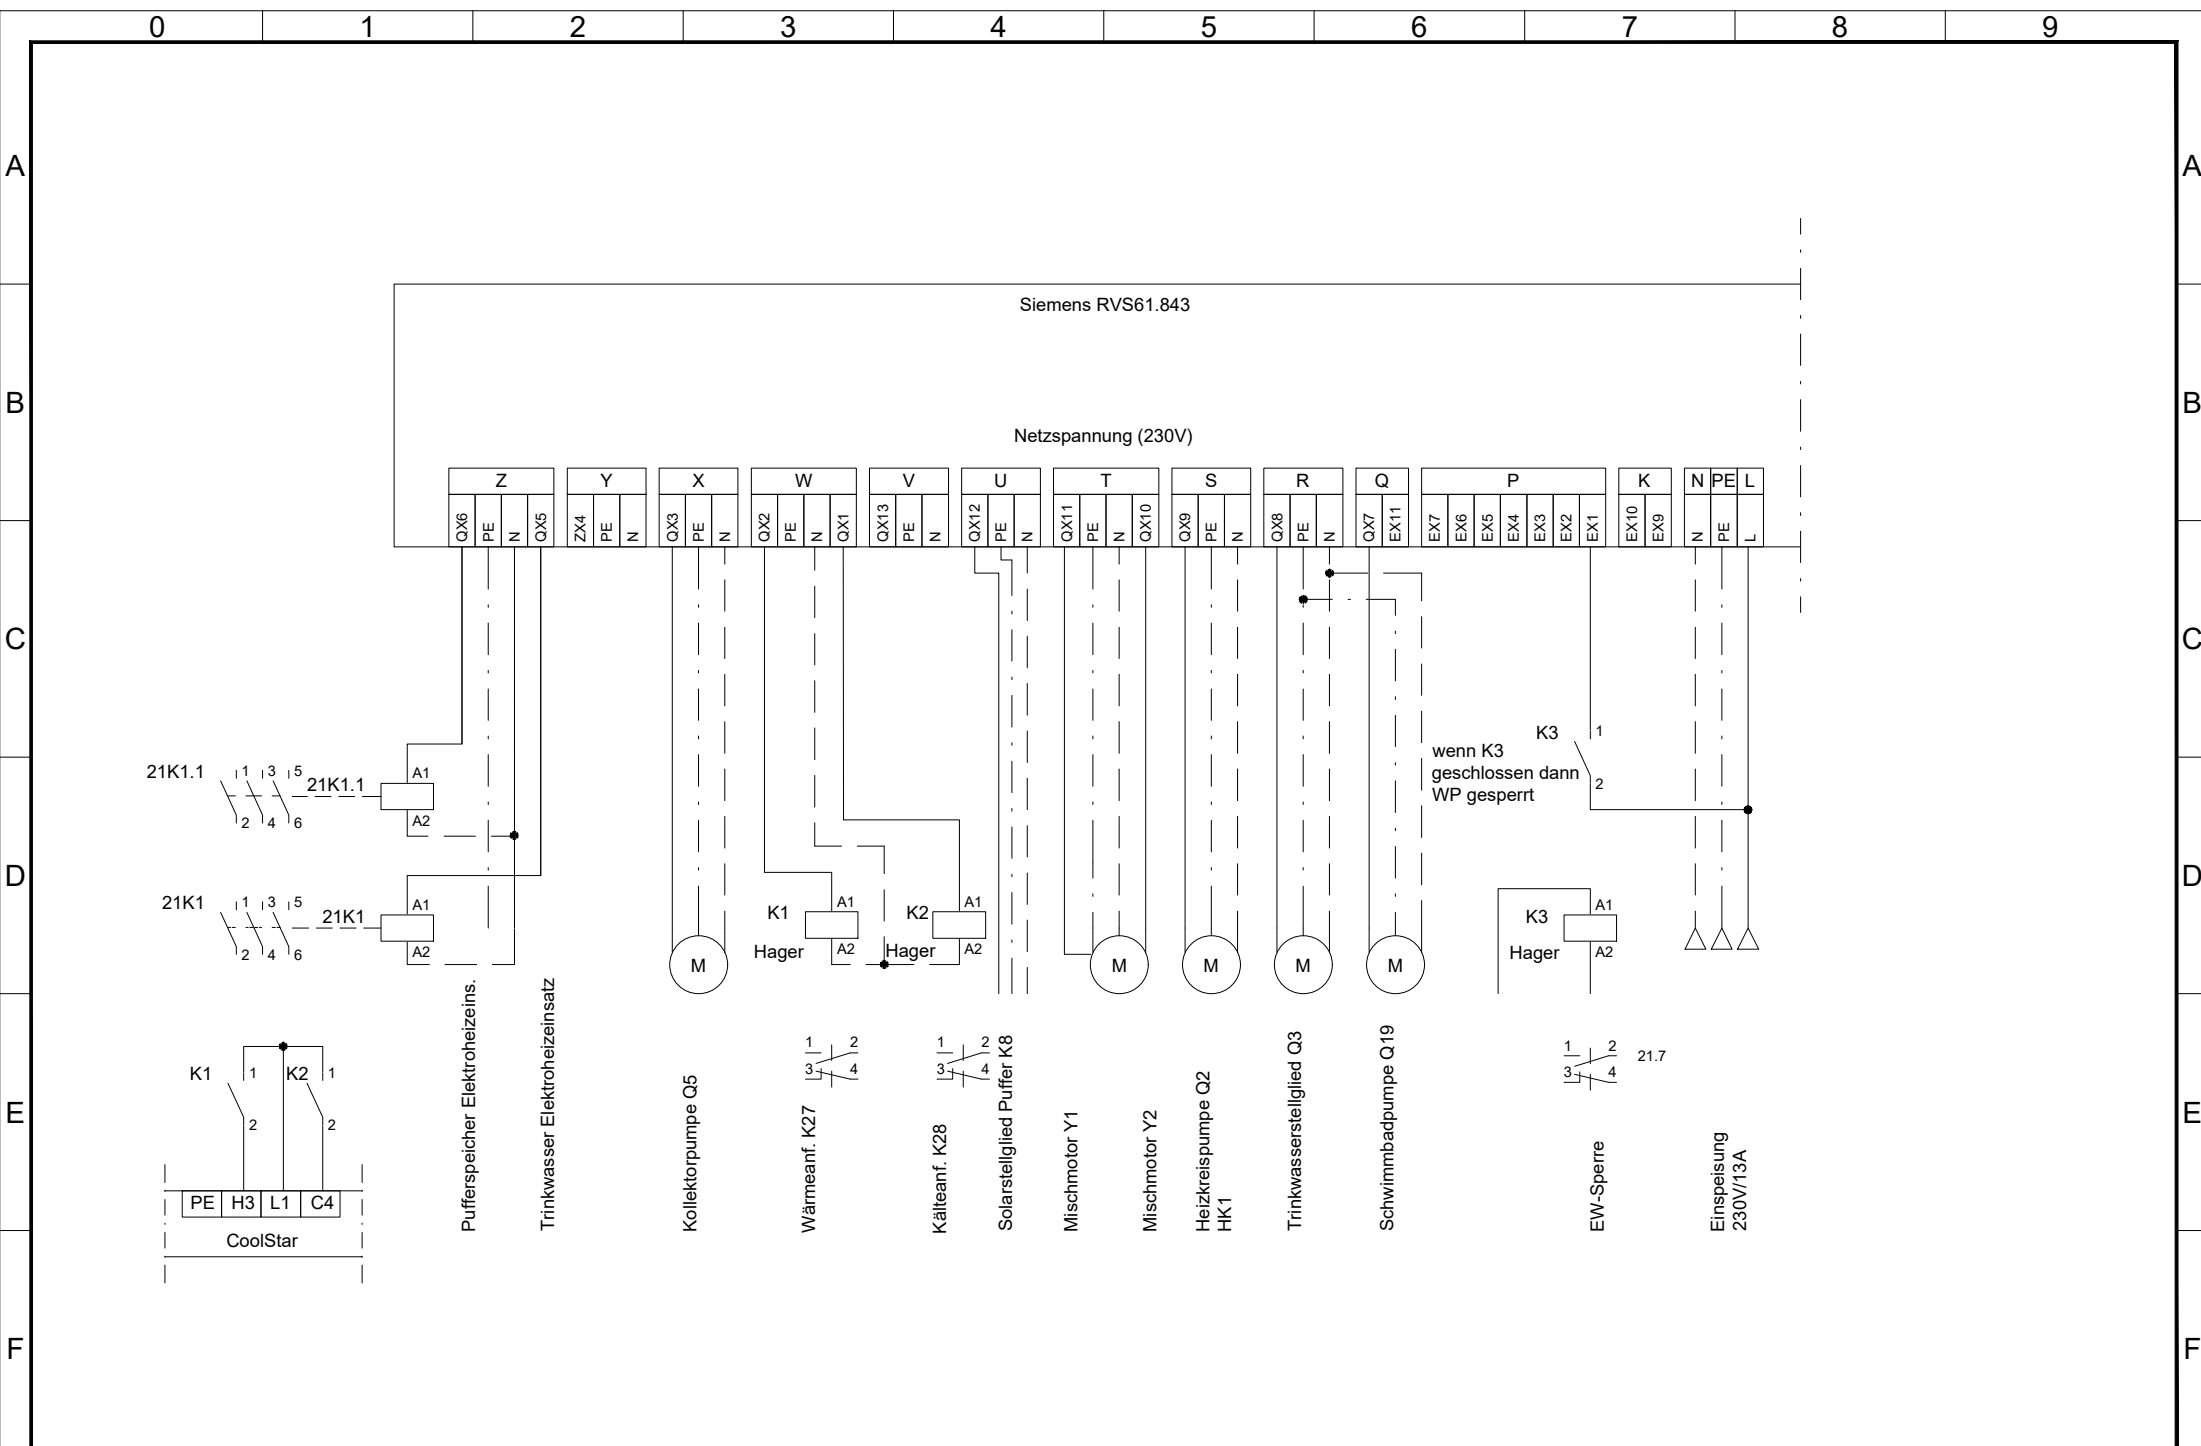 0 1 2 3 4 5 6 7 8 9
A A
Siemens RVS61.843
B B
Netzspannung (230V)
Z Y X W V U T S R Q P K N PE L
QX6 PE N QX5 ZX4 PE N QX3 PE N QX2 PE N QX1 QX13 PE N QX12 PE N QX11 PE N QX10 QX9 PE N QX8 PE N QX7 EX11 EX7 EX6 EX5 EX4 EX3 EX2 EX1 EX10 EX9 N PE L
C C
K3 1
2
wenn K3
geschlossen dann
WP gesperrt
21K1.1 1 3 5 21K1.1 A1
2 4 6 A2
D D
21K1 1 3 5 21K1 A1
2 4 6 A2
K1 A1
Hager A2
K2 A1
Hager A2
K3 A1
Hager A2
M M M M M
Pufferspeicher Elektroheizeins.
Trinkwasser Elektroheizeinsatz
Kollektorpumpe Q5
1 2
3 4
Wärmeanf. K27
1 2
3 4
Kälteanf. K28
Solarstellglied Puffer K8
Mischmotor Y1
Mischmotor Y2
Heizkreispumpe Q2
HK1
Trinkwasserstellglied Q3
Schwimmbadpumpe Q19
1 2
3 4
21.7
EW-Sperre
Einspeisung
230V/13A
E E
K1 1 K2 1
2 2
PE H3 L1 C4
CoolStar
F F